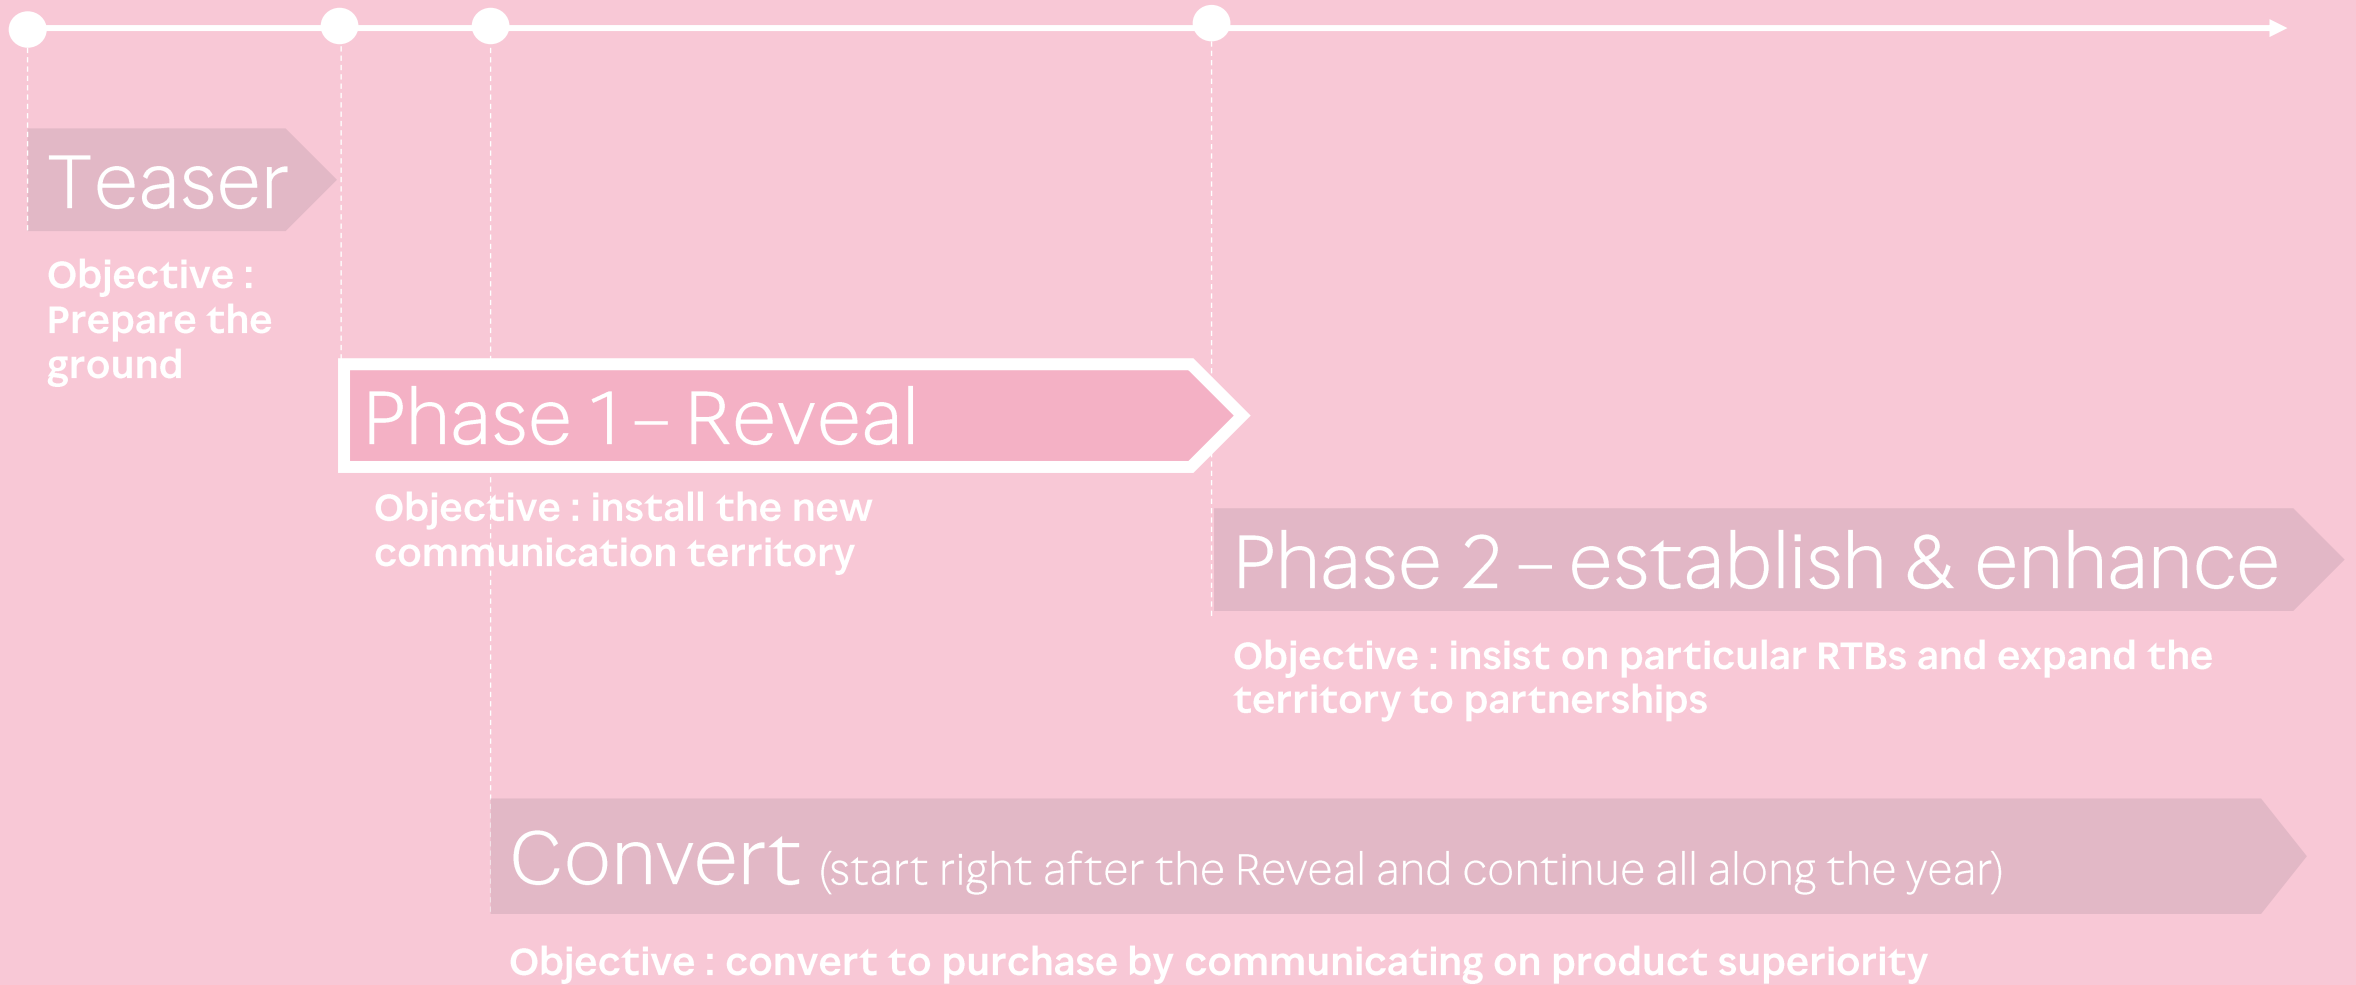 Teaser
Objective :
Prepare the
ground
Phase 1 – Reveal
Objective : install the new
communication territory
Phase 2 – establish & enhance
Objective : insist on particular RTBs and expand the
territory to partnerships
Convert (start right after the Reveal and continue all along the year)
Objective : convert to purchase by communicating on product superiority